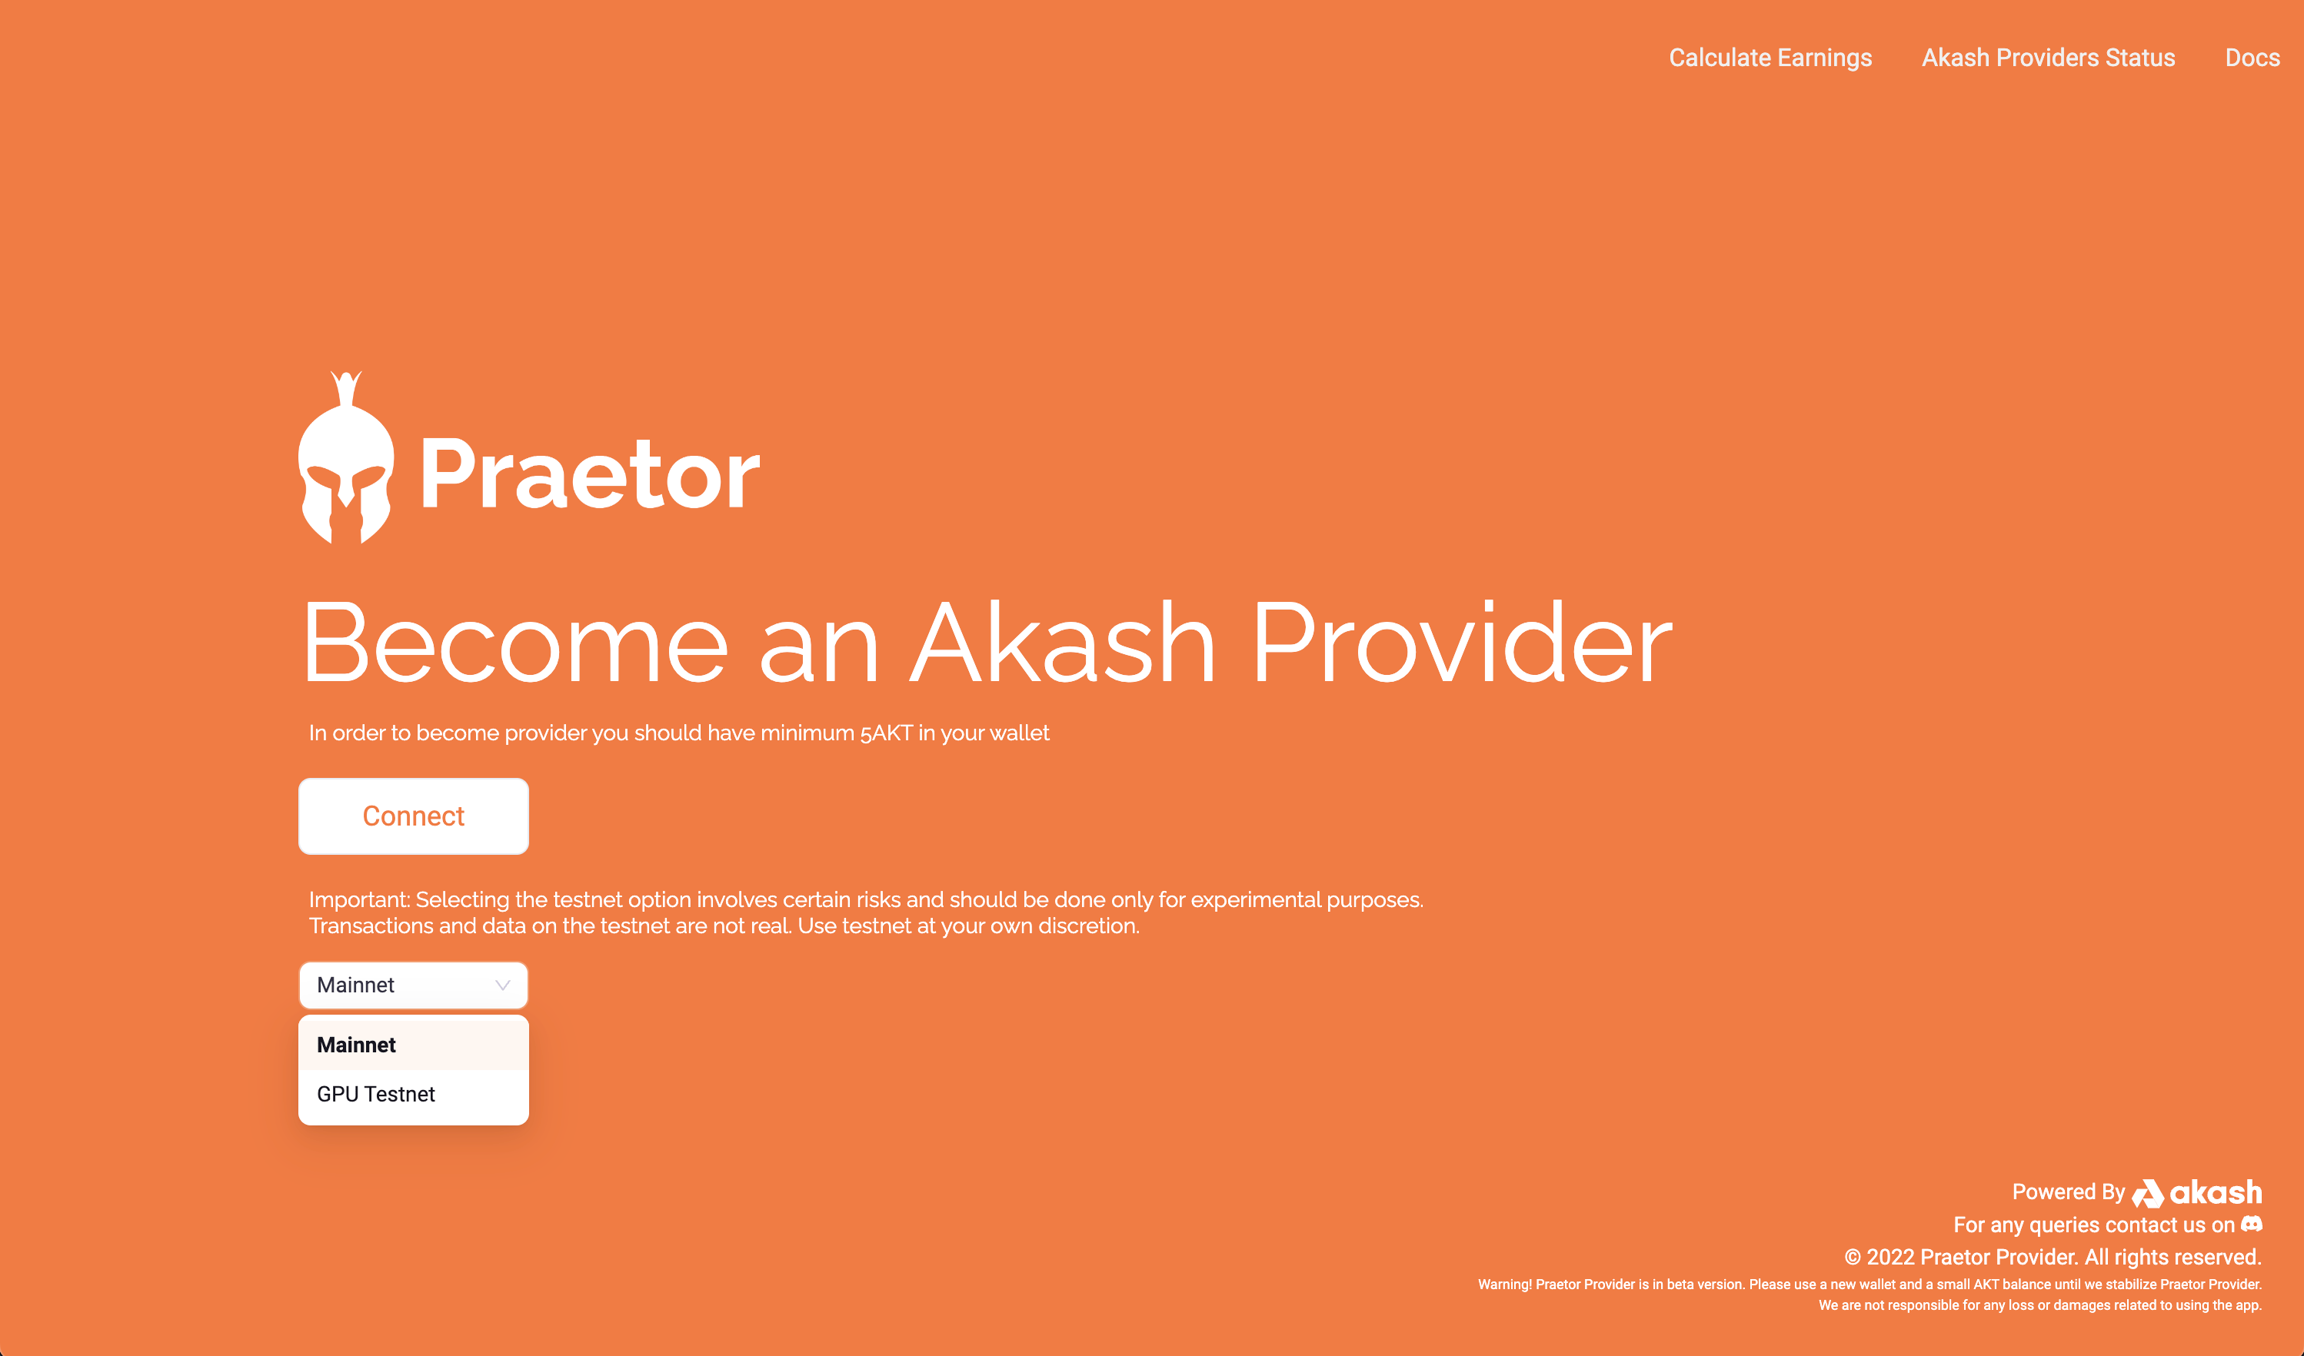 Calculate Earnings Akash Providers Status Docs
Praetor
Become an Akash Provider
In order to become provider you should have minimum 5AKT in your wallet
Connect
Important: Selecting the testnet option involves certain risks and should be done only for experimental purposes.
Transactions and data on the testnet are not real. Use testnet at your own discretion.
Mainnet
Mainnet
GPU Testnet
Powered By akash
For any queries contact us on
© 2022 Praetor Provider. All rights reserved.
Warning! Praetor Provider is in beta version. Please use a new wallet and a small AKT balance until we stabilize Praetor Provider.
We are not responsible for any loss or damages related to using the app.